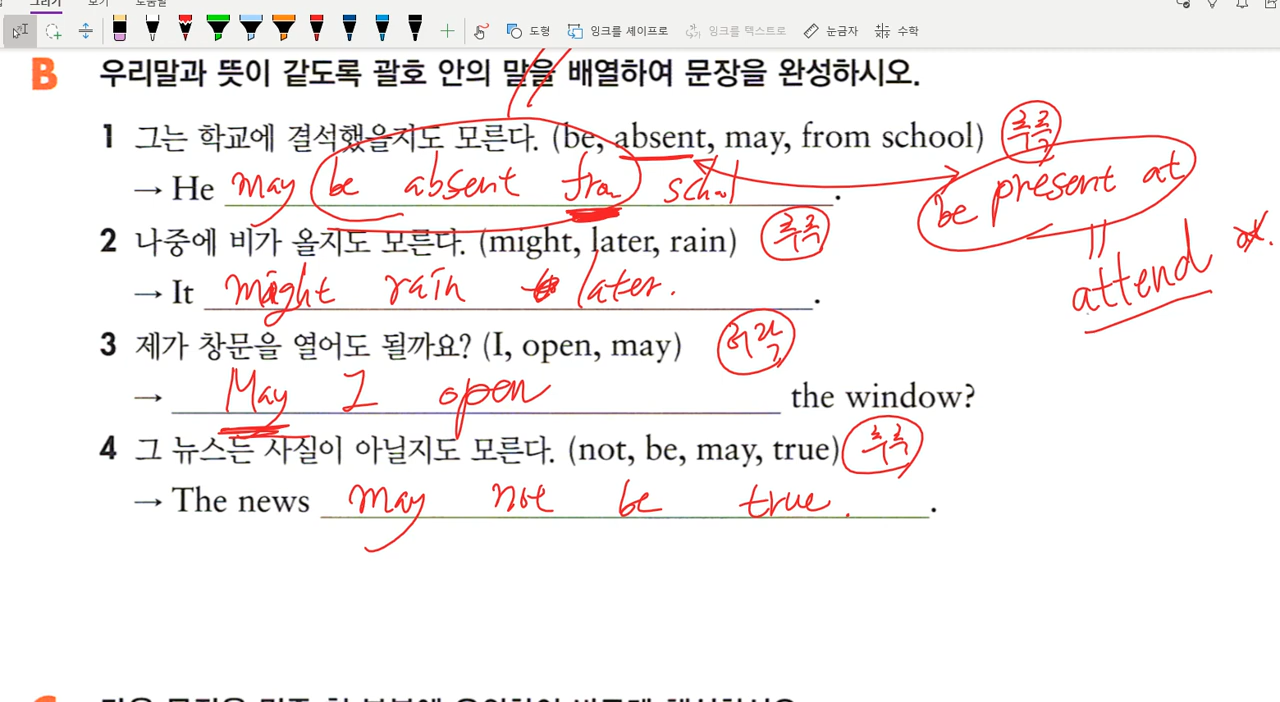 그리기 보기 도움말
도형 잉크를 셰이프로 잉크를 텍스트로 눈금자 수학
B 우리말과 뜻이 같도록 괄호 안의 말을 배열하여 문장을 완성하시오.
1 그는 학교에 결석했을지도 모른다. (be, absent, may, from school) 추측
→ He may be absent from school . be present at
2 나중에 비가 올지도 모른다. (might, later, rain) 추측
= attend
→ It might rain later. .
3 제가 창문을 열어도 될까요? (I, open, may) 허락
→ May I open the window?
4 그 뉴스는 사실이 아닐지도 모른다. (not, be, may, true) 추측
→ The news may not be true. .